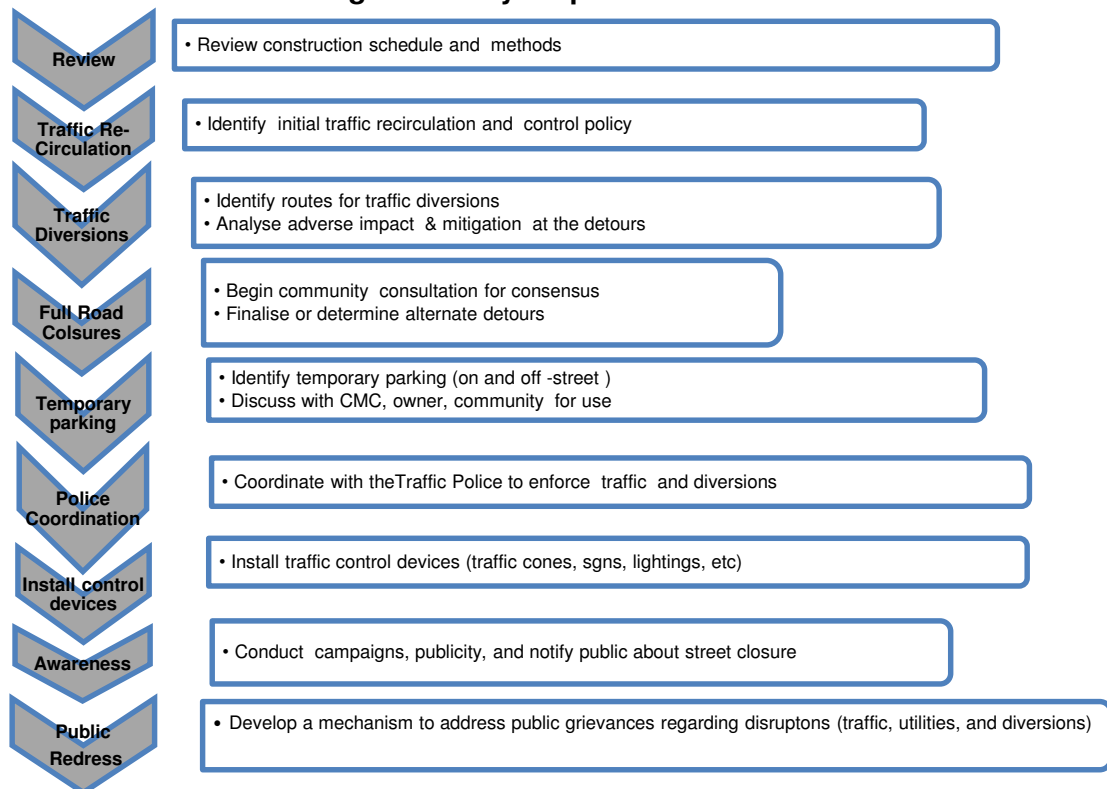 Review
• Review construction schedule and methods
Traffic Re-
Circulation
• Identify initial traffic recirculation and control policy
Traffic
Diversions
• Identify routes for traffic diversions
• Analyse adverse impact & mitigation at the detours
Full Road
Colsures
• Begin community consultation for consensus
• Finalise or determine alternate detours
Temporary
parking
• Identify temporary parking (on and off -street )
• Discuss with CMC, owner, community for use
Police
Coordination
• Coordinate with theTraffic Police to enforce traffic and diversions
Install control
devices
• Install traffic control devices (traffic cones, sgns, lightings, etc)
Awareness
• Conduct campaigns, publicity, and notify public about street closure
Public
Redress
• Develop a mechanism to address public grievances regarding disruptons (traffic, utilities, and diversions)